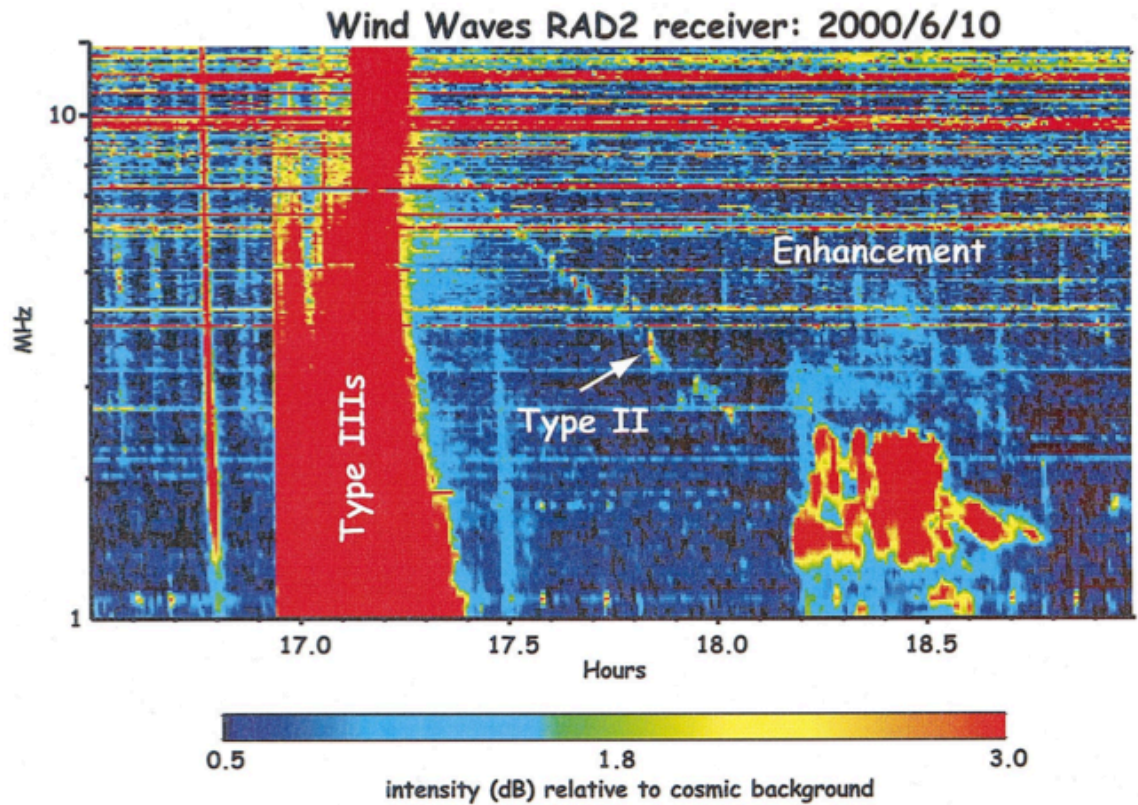 Wind Waves RAD2 receiver: 2000/6/10
10
Enhancement
MHz
Type IIIs
Type II
1
17.0 17.5 18.0 18.5
Hours
0.5 1.8 3.0
intensity (dB) relative to cosmic background